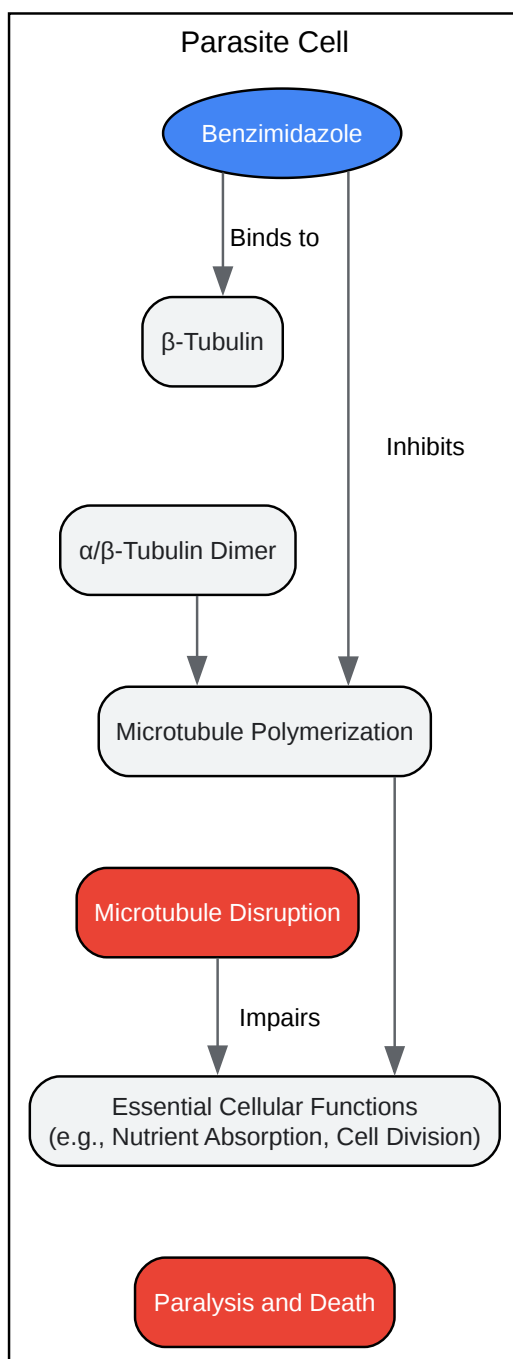 Parasite Cell
Benzimidazole
Binds to
β-Tubulin
Inhibits
α/β-Tubulin Dimer
Microtubule Polymerization
Microtubule Disruption
Impairs
Essential Cellular Functions
(e.g., Nutrient Absorption, Cell Division)
Paralysis and Death